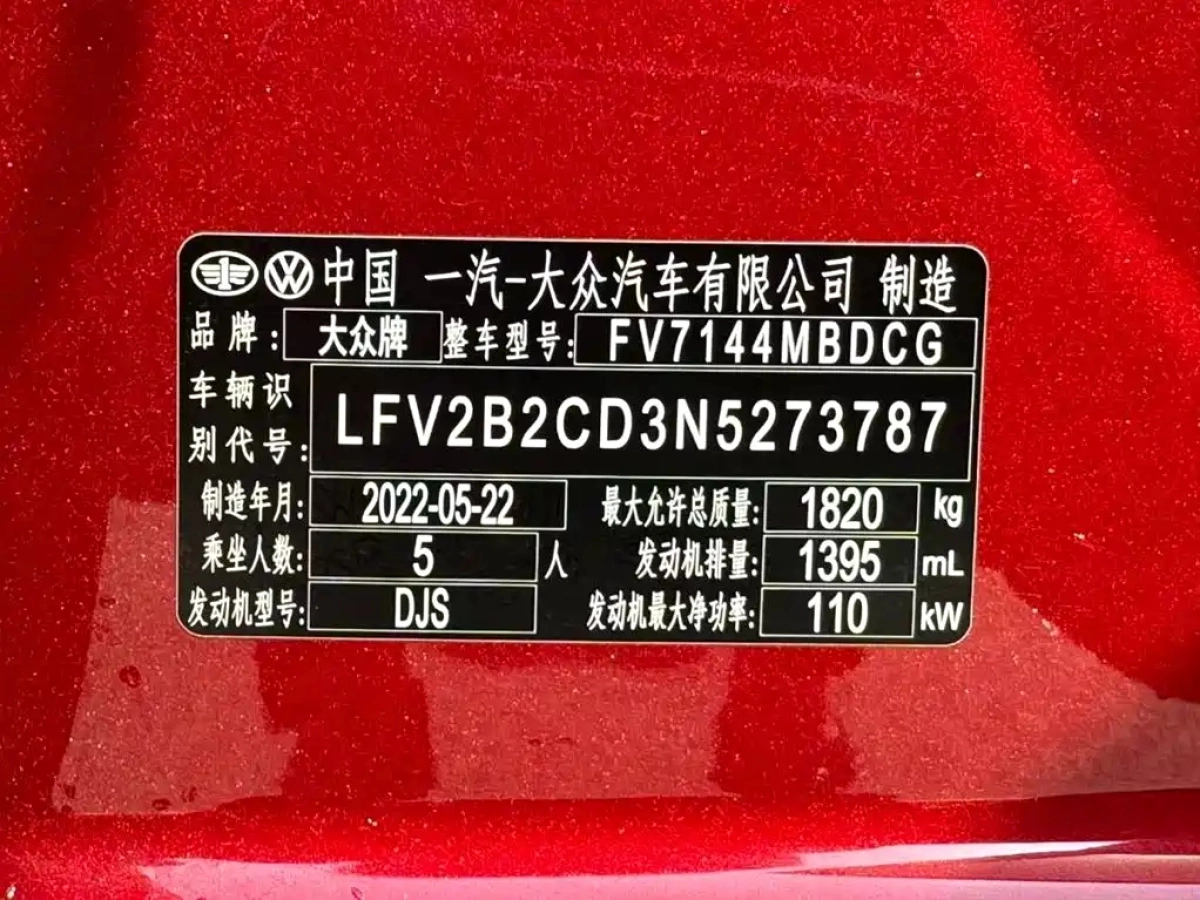 中国 一汽-大众汽车有限公司 制造
品牌: 大众牌 整车型号: FV7144MBDCG
车辆识别代号: LFV2B2CD3N5273787
制造年月: 2022-05-22 最大允许总质量: 1820 kg
乘坐人数: 5 人 发动机排量: 1395 mL
发动机型号: DJS 发动机最大净功率: 110 kW